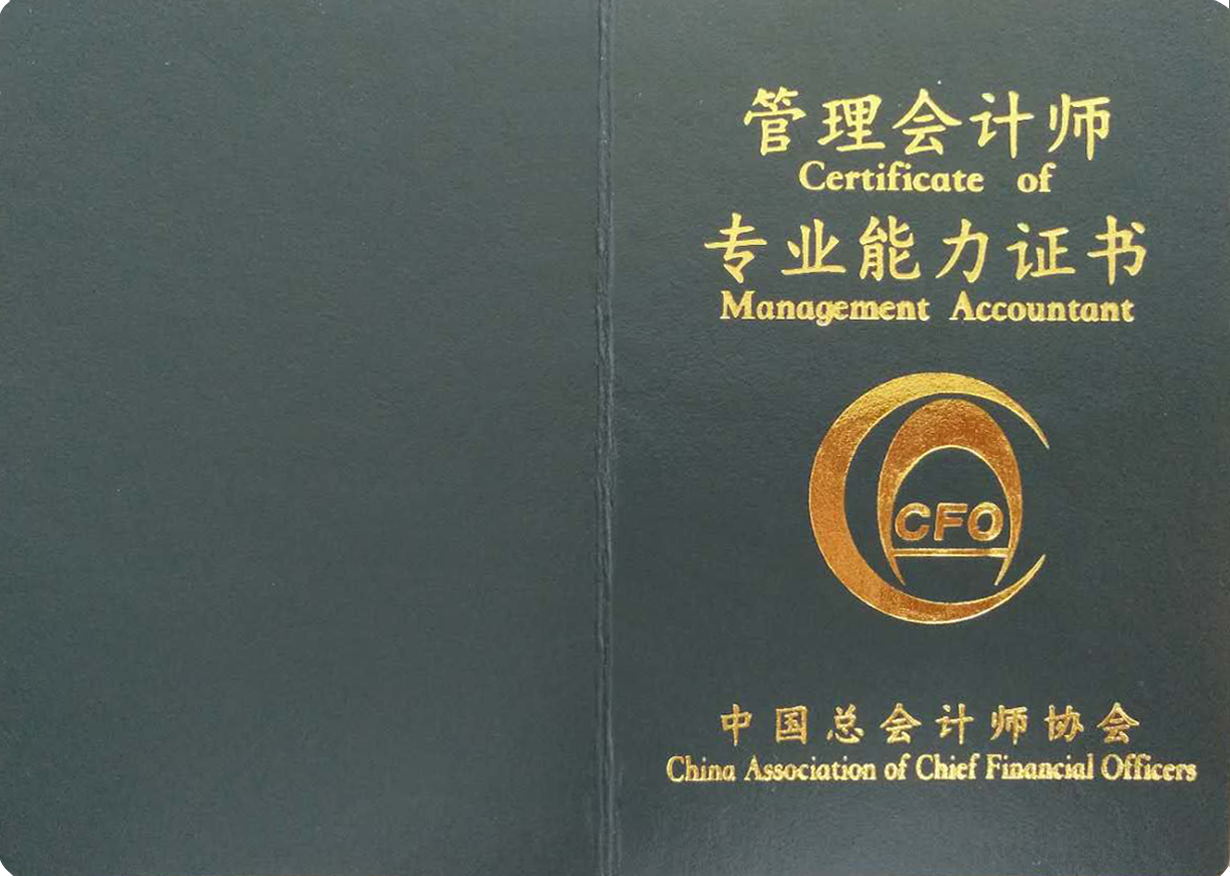 管理会计师
Certificate of
专业能力证书
Management Accountant
CFO
中国总会计师协会
China Association of Chief Financial Officers